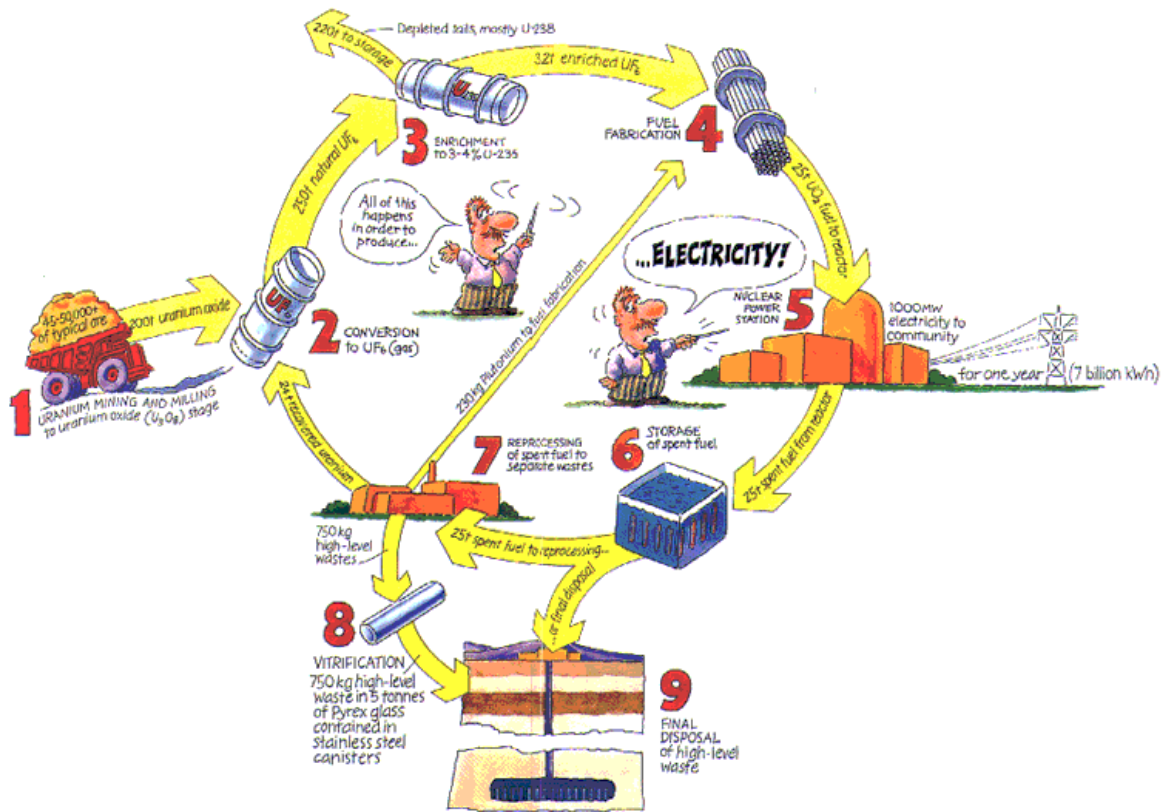 220t to storage
Depleted tails, mostly U-238
32t enriched UF₆
U
3
ENRICHMENT
to 3-4% U-235
4
FUEL
FABRICATION
250t natural UF₆
25t UO₂ fuel to reactor
All of this
happens
in order to
produce...
...ELECTRICITY!
230kg Plutonium to fuel fabrication
45-50,000t
of typical ore
200t uranium oxide
UF₆
2
CONVERSION
to UF₆ (gas)
1
URANIUM MINING AND MILLING
to uranium oxide (U₃O₈) stage
NUCLEAR
POWER
STATION
5
1000MW
electricity to
community
for one year
(7 billion kWh)
24t recovered uranium
7
REPROCESSING
of spent fuel to
separate wastes
6
STORAGE
of spent fuel
25t spent fuel from reactor
750kg
high-level
wastes
25t spent fuel to reprocessing...
...or final disposal
8
VITRIFICATION
750kg high-level
waste in 5 tonnes
of Pyrex glass
contained in
stainless steel
canisters
9
FINAL
DISPOSAL
of high-level
waste